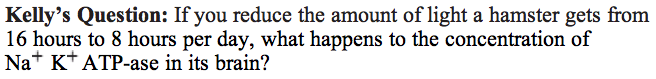 Kelly’s Question: If you reduce the amount of light a hamster gets from
16 hours to 8 hours per day, what happens to the concentration of
Na⁺ K⁺ ATP-ase in its brain?